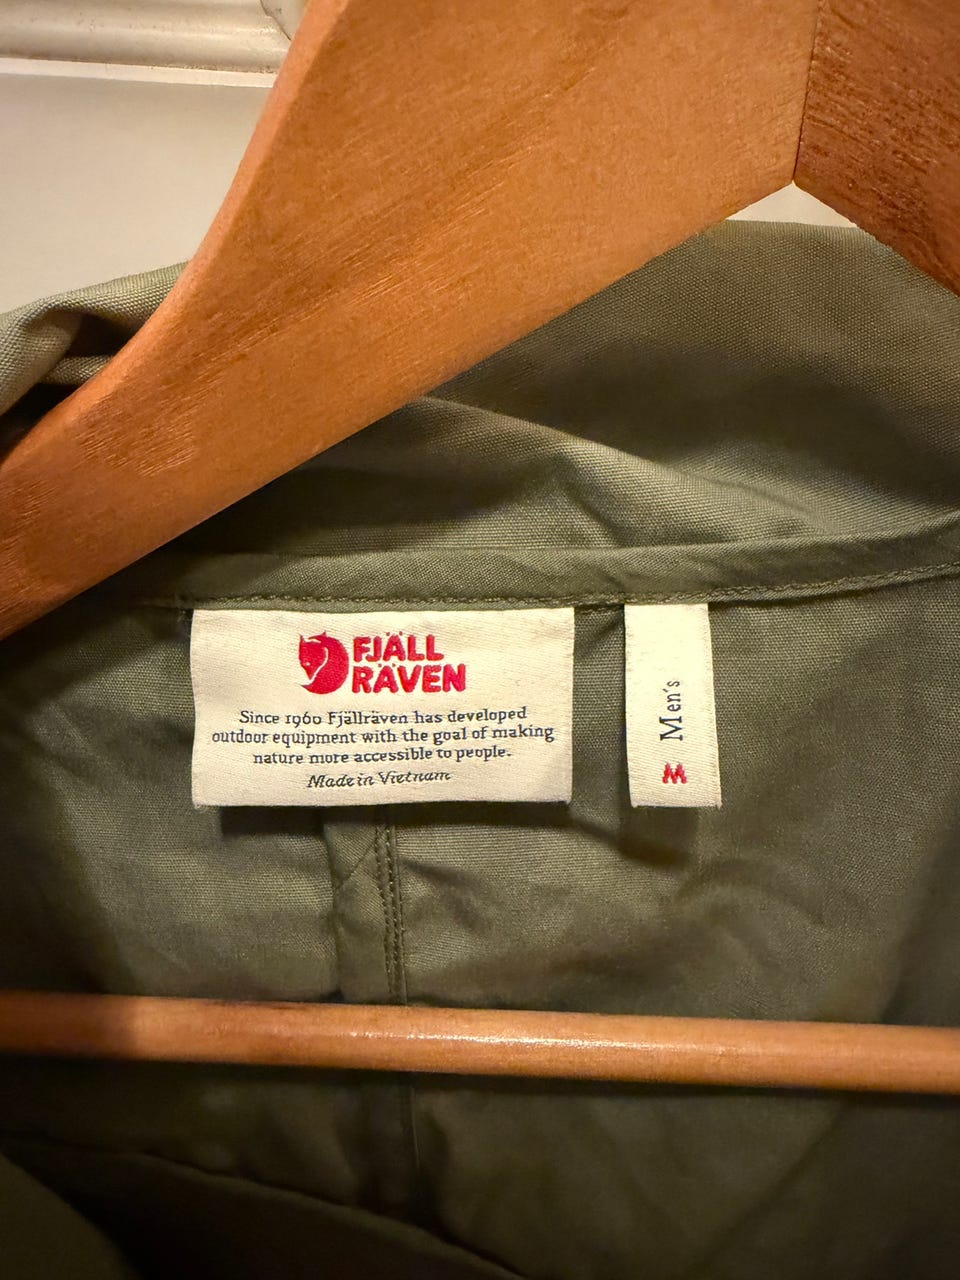 FJÄLL
RÄVEN
Since 1960 Fjällräven has developed
outdoor equipment with the goal of making
nature more accessible to people.
Made in Vietnam
Men's
M